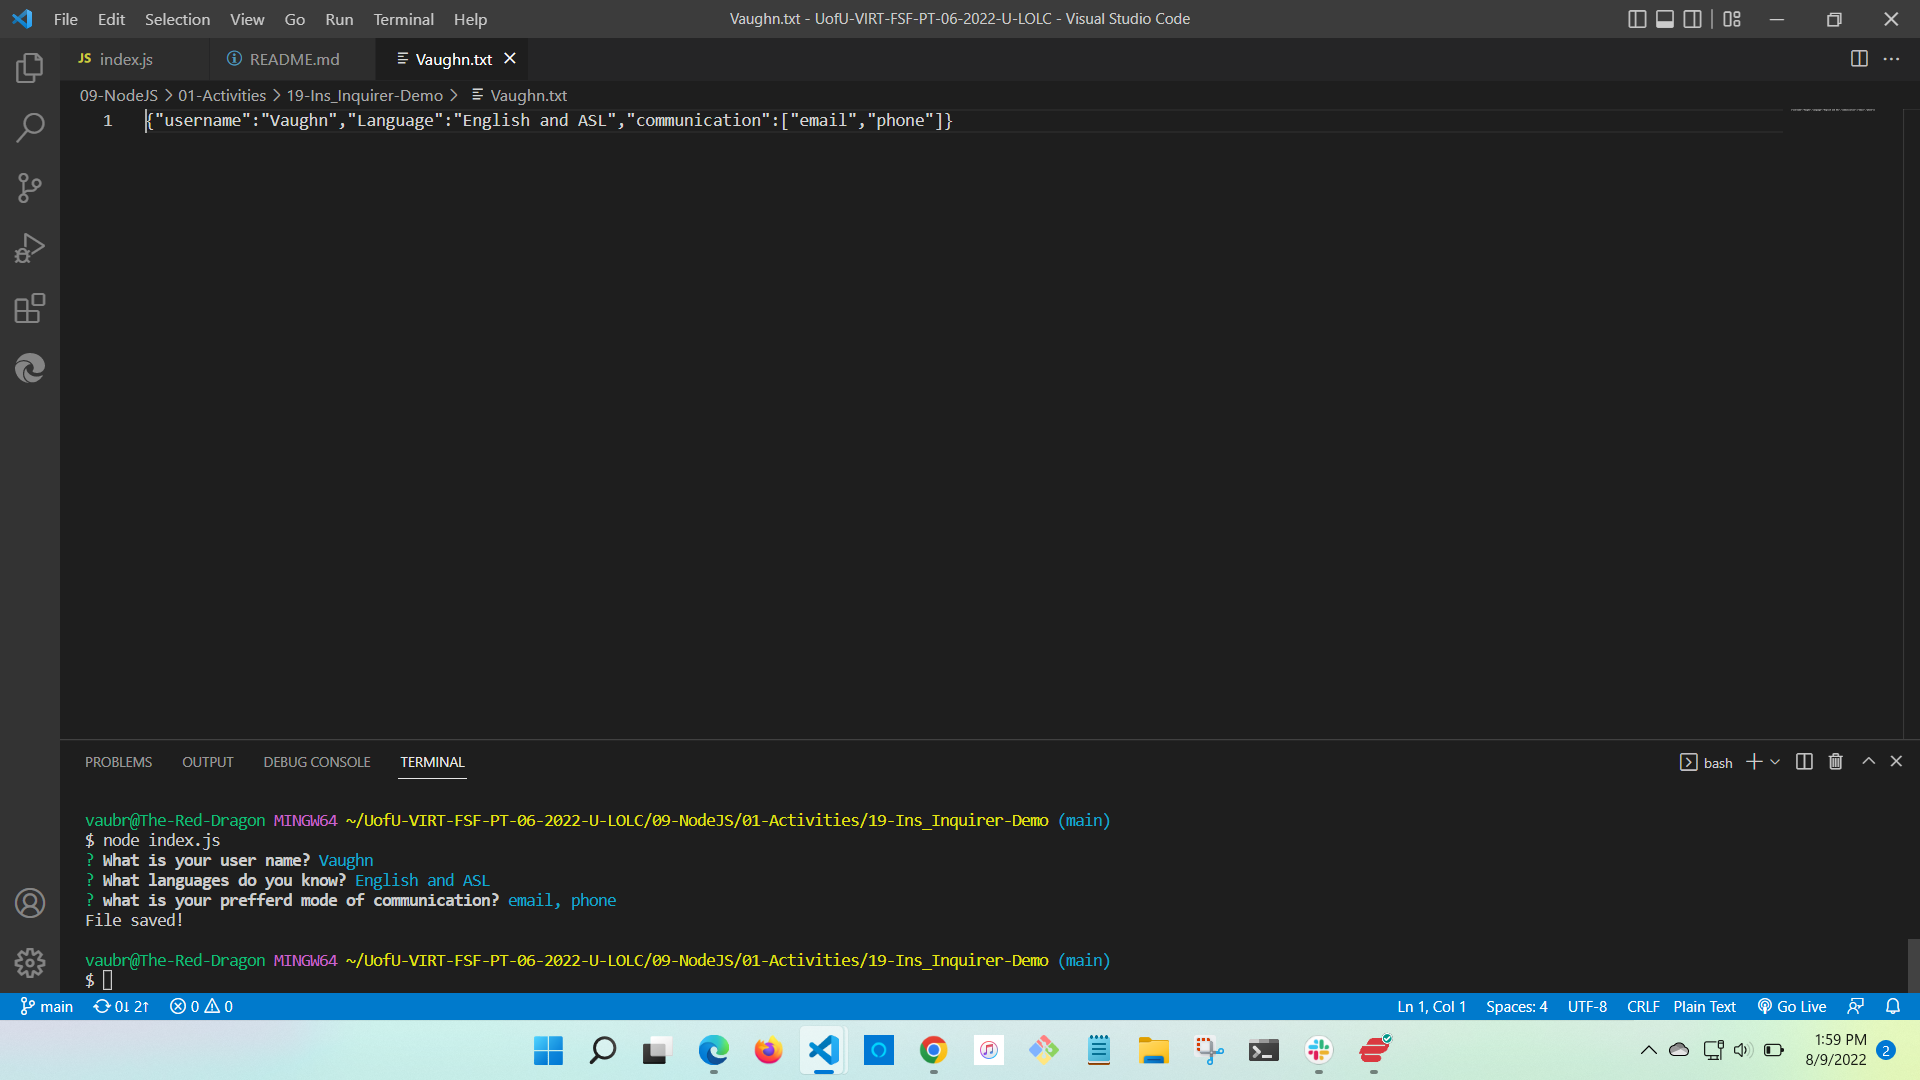 File Edit Selection View Go Run Terminal Help
Vaughn.txt - UofU-VIRT-FSF-PT-06-2022-U-LOLC - Visual Studio Code
JS index.js README.md Vaughn.txt
09-NodeJS > 01-Activities > 19-Ins_Inquirer-Demo > Vaughn.txt
1 {"username":"Vaughn","Language":"English and ASL","communication":["email","phone"]}
PROBLEMS OUTPUT DEBUG CONSOLE TERMINAL
bash
vaubr@The-Red-Dragon MINGW64 ~/UofU-VIRT-FSF-PT-06-2022-U-LOLC/09-NodeJS/01-Activities/19-Ins_Inquirer-Demo (main)
$ node index.js
? What is your user name? Vaughn
? What languages do you know? English and ASL
? what is your prefferd mode of communication? email, phone
File saved!
vaubr@The-Red-Dragon MINGW64 ~/UofU-VIRT-FSF-PT-06-2022-U-LOLC/09-NodeJS/01-Activities/19-Ins_Inquirer-Demo (main)
$
main 0↓ 2↑ 0 0 Ln 1, Col 1 Spaces: 4 UTF-8 CRLF Plain Text Go Live
1:59 PM
8/9/2022 2